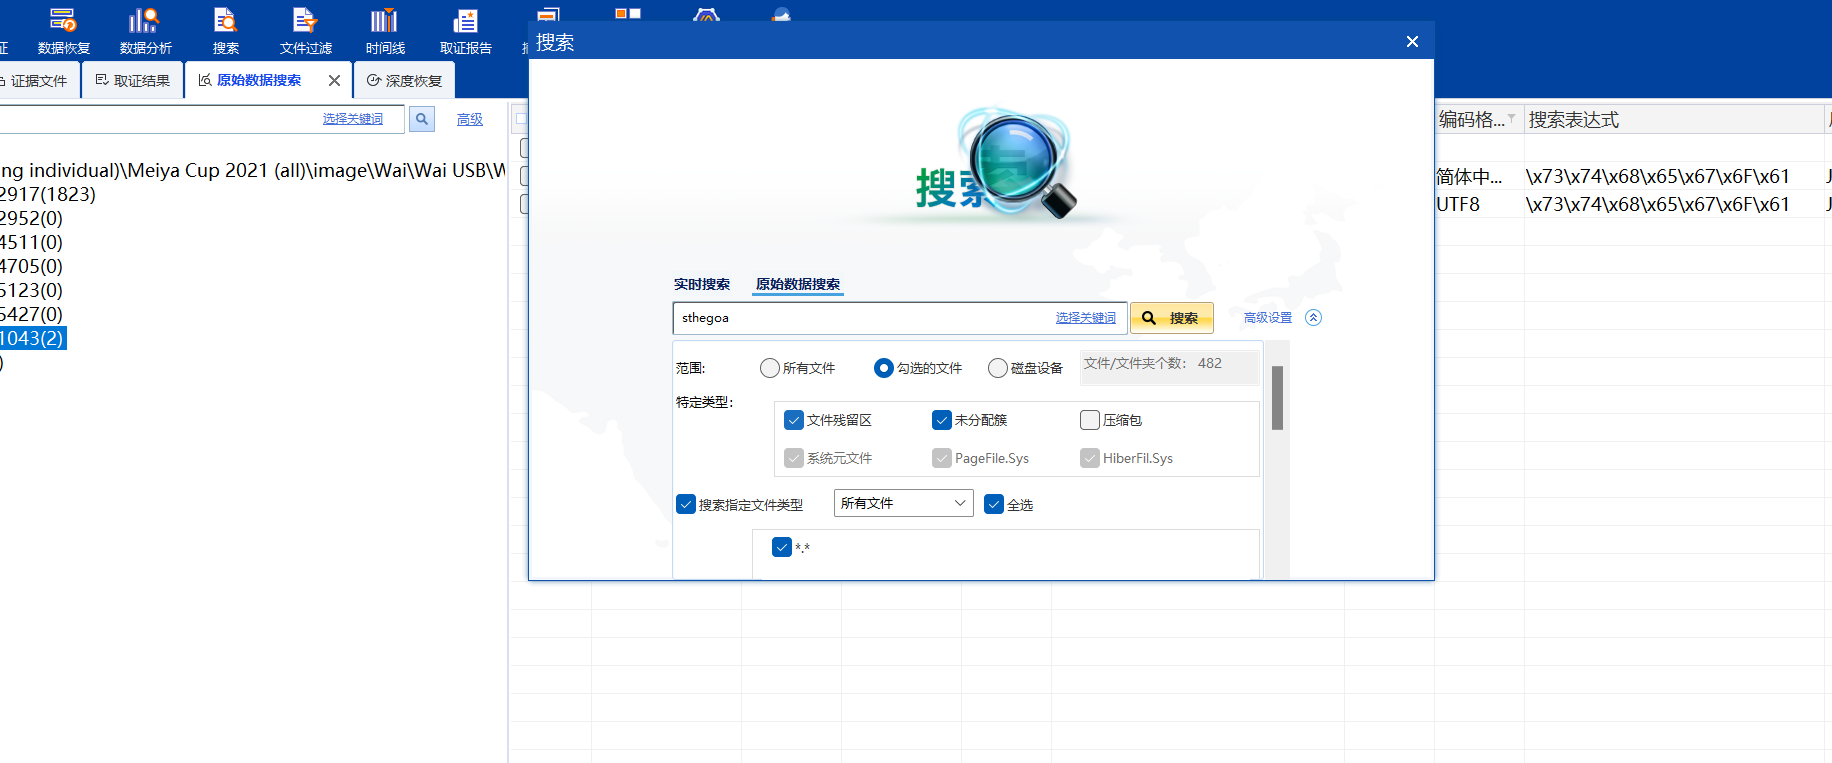 证
数据恢复
数据分析
搜索
文件过滤
时间线
取证报告
搜索
证据文件
取证结果
原始数据搜索
深度恢复
选择关键词
高级
编码格...
搜索表达式
ng individual)\Meiya Cup 2021 (all)\image\Wai\Wai USB\W
2917(1823)
2952(0)
4511(0)
4705(0)
5123(0)
5427(0)
1043(2)
)
简体中...
\x73\x74\x68\x65\x67\x6F\x61
UTF8
\x73\x74\x68\x65\x67\x6F\x61
搜索
实时搜索
原始数据搜索
sthegoa
选择关键词
搜索
高级设置
范围:
所有文件
勾选的文件
磁盘设备
文件/文件夹个数: 482
特定类型:
文件残留区
未分配簇
压缩包
系统元文件
PageFile.Sys
HiberFil.Sys
搜索指定文件类型
所有文件
全选
*.*